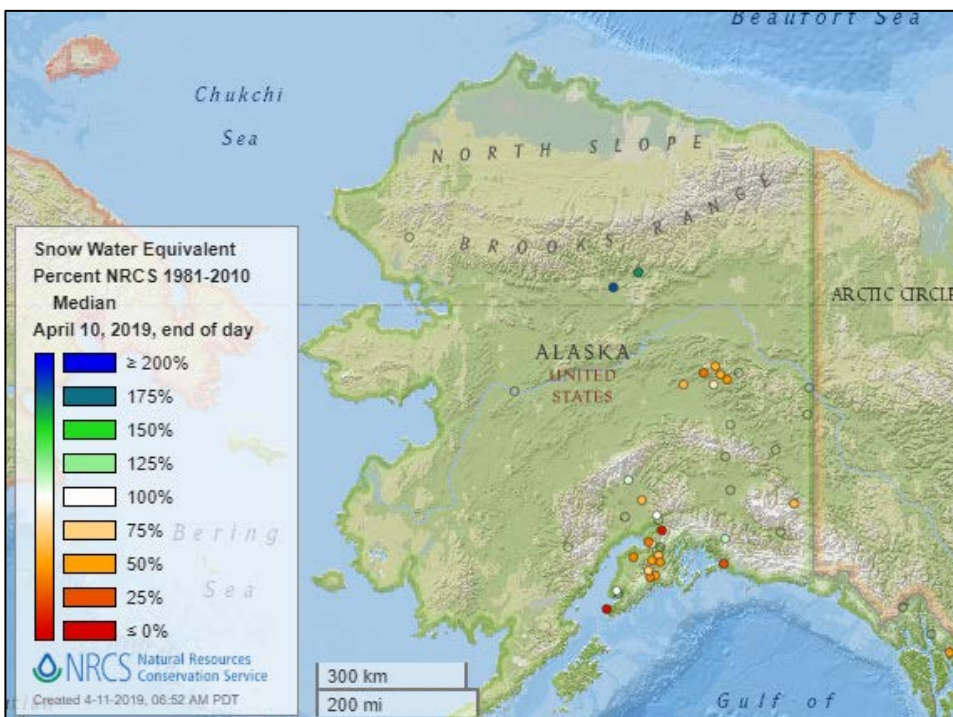 Beaufort Sea
Chukchi
Sea
NORTH SLOPE
BROOKS RANGE
ARCTIC CIRCLE
ALASKA
UNITED
STATES
Bering
Sea
Gulf of
Snow Water Equivalent
Percent NRCS 1981-2010
Median
April 10, 2019, end of day
≥ 200%
175%
150%
125%
100%
75%
50%
25%
≤ 0%
NRCS Natural Resources
Conservation Service
Created 4-11-2019, 06:52 AM PDT
300 km
200 mi